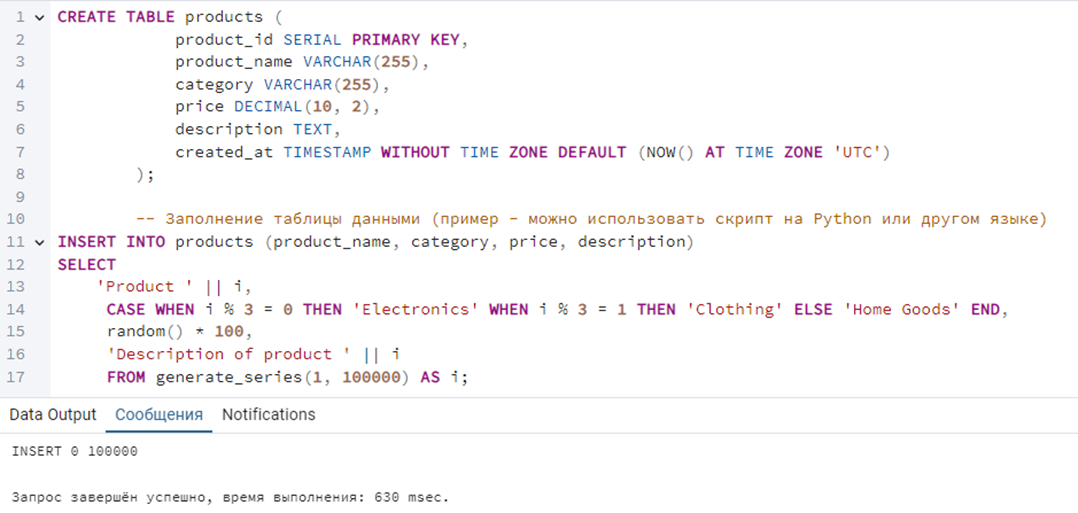 1 CREATE TABLE products (
2 product_id SERIAL PRIMARY KEY,
3 product_name VARCHAR(255),
4 category VARCHAR(255),
5 price DECIMAL(10, 2),
6 description TEXT,
7 created_at TIMESTAMP WITHOUT TIME ZONE DEFAULT (NOW() AT TIME ZONE 'UTC')
8 );
9
10 -- Заполнение таблицы данными (пример - можно использовать скрипт на Python или другом языке)
11 INSERT INTO products (product_name, category, price, description)
12 SELECT
13 'Product ' || i,
14 CASE WHEN i % 3 = 0 THEN 'Electronics' WHEN i % 3 = 1 THEN 'Clothing' ELSE 'Home Goods' END,
15 random() * 100,
16 'Description of product ' || i
17 FROM generate_series(1, 100000) AS i;
Data Output Сообщения Notifications
INSERT 0 100000
Запрос завершён успешно, время выполнения: 630 msec.